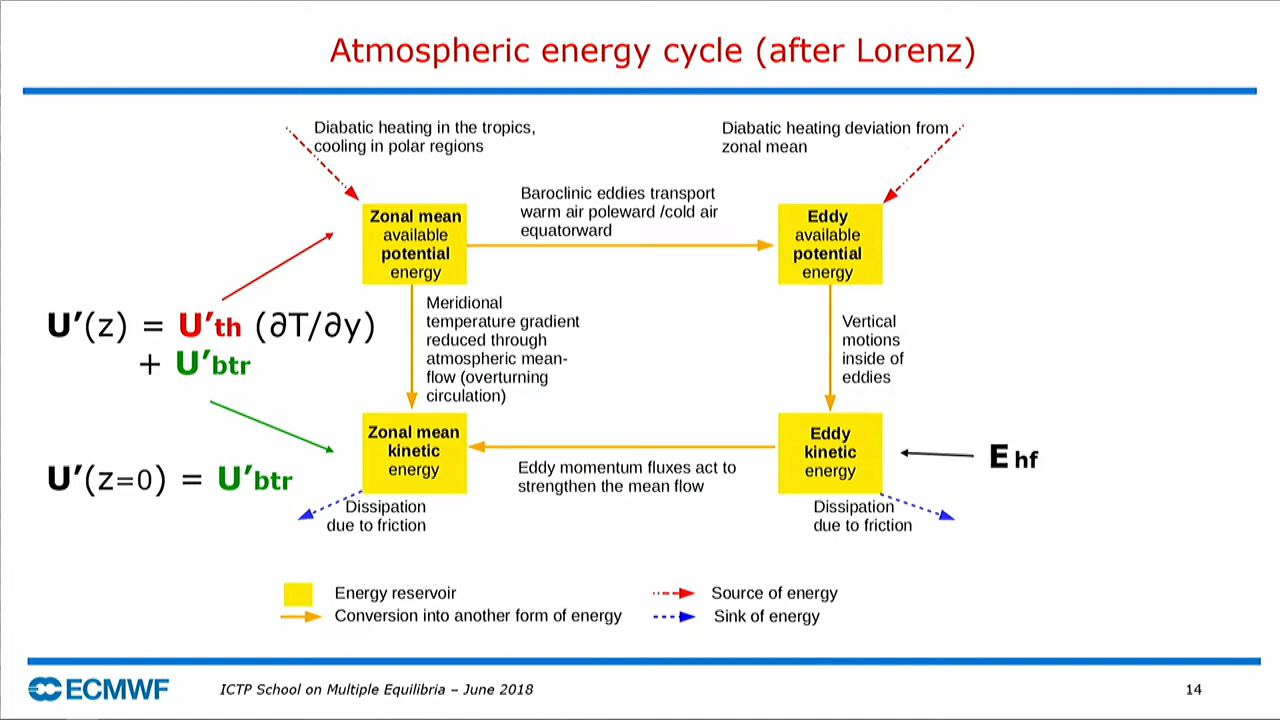 Atmospheric energy cycle (after Lorenz)
Diabatic heating in the tropics,
cooling in polar regions
Diabatic heating deviation from
zonal mean
Baroclinic eddies transport
warm air poleward /cold air
equatorward
Zonal mean
available
potential
energy
Eddy
available
potential
energy
U′(z) = U′th (∂T/∂y)
+ U′btr
Meridional
temperature gradient
reduced through
atmospheric mean-
flow (overturning
circulation)
Vertical
motions
inside of
eddies
Zonal mean
kinetic
energy
Eddy
kinetic
energy
E hf
U′(z=0) = U′btr
Eddy momentum fluxes act to
strengthen the mean flow
Dissipation
due to friction
Dissipation
due to friction
Energy reservoir
Source of energy
Conversion into another form of energy
Sink of energy
ECMWF
ICTP School on Multiple Equilibria – June 2018
14